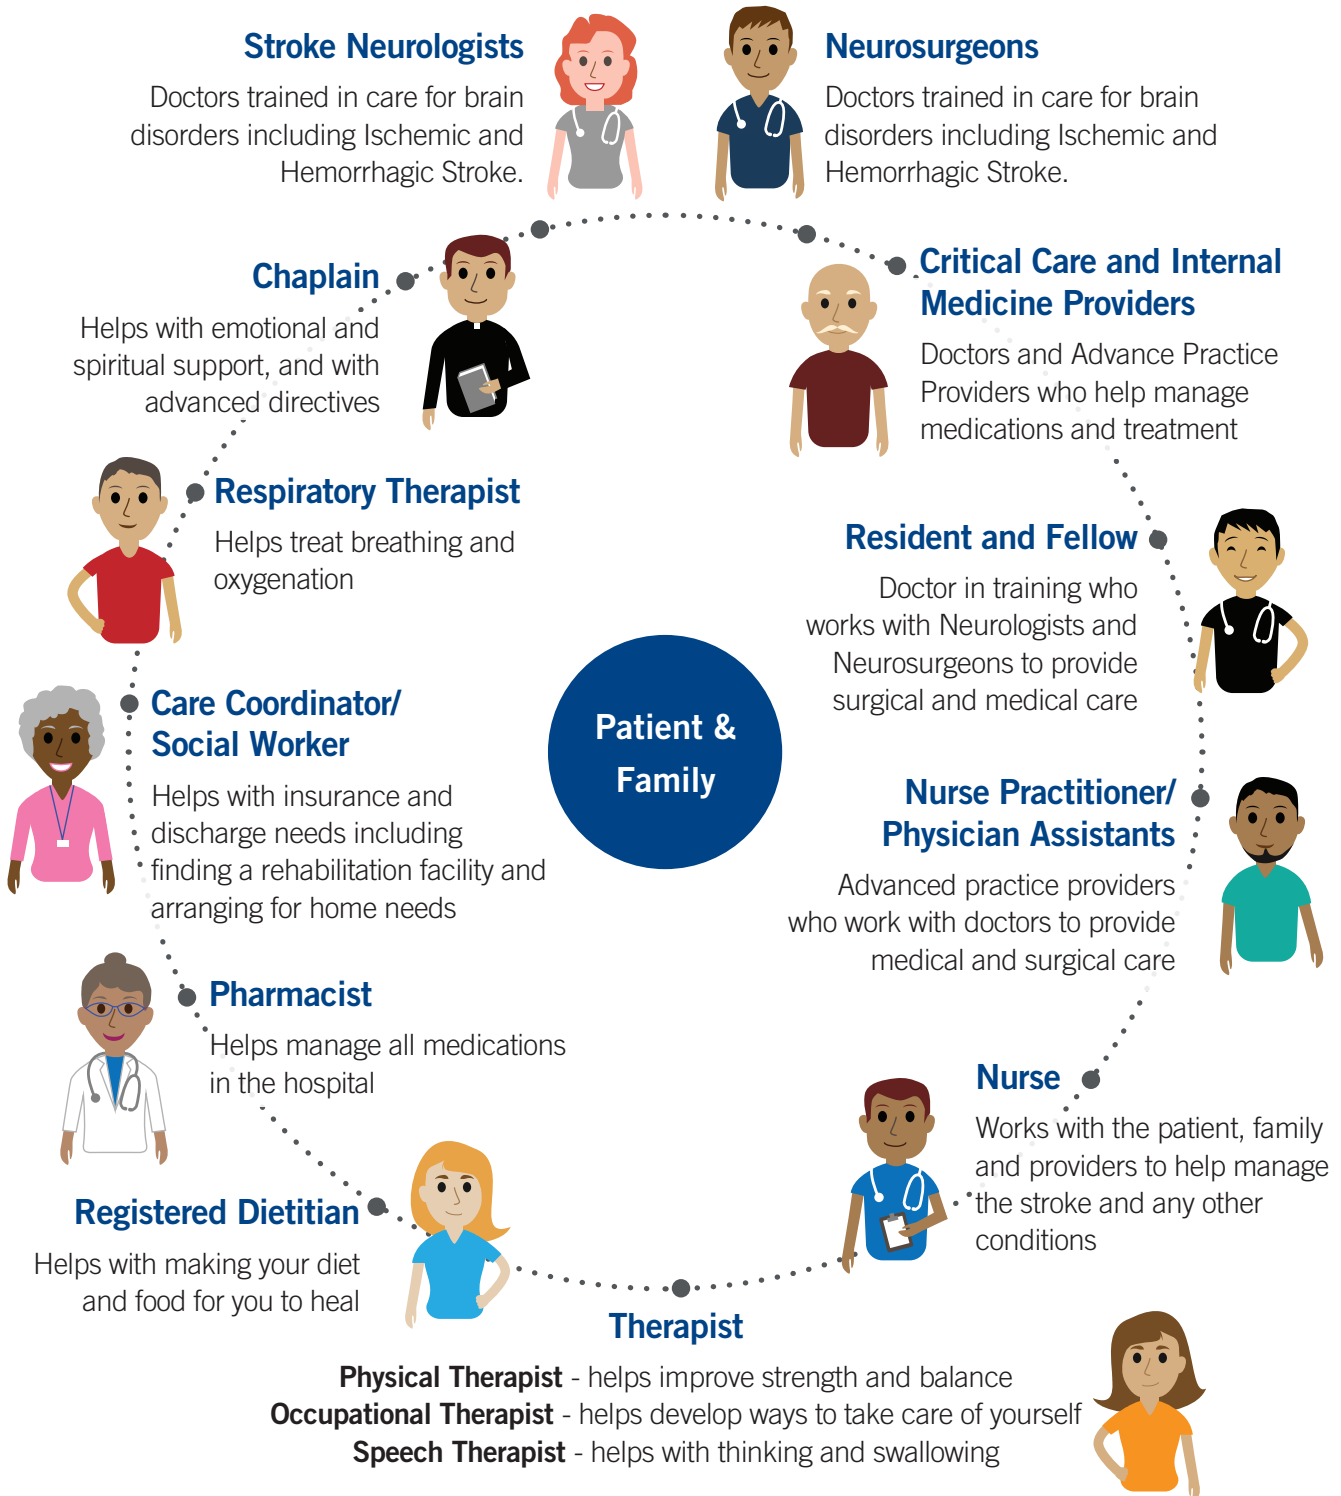 Stroke Neurologists
Doctors trained in care for brain
disorders including Ischemic and
Hemorrhagic Stroke.
Neurosurgeons
Doctors trained in care for brain
disorders including Ischemic and
Hemorrhagic Stroke.
Chaplain
Helps with emotional and
spiritual support, and with
advanced directives
Critical Care and Internal
Medicine Providers
Doctors and Advance Practice
Providers who help manage
medications and treatment
Respiratory Therapist
Helps treat breathing and
oxygenation
Resident and Fellow
Doctor in training who
works with Neurologists and
Neurosurgeons to provide
surgical and medical care
Patient &
Family
Care Coordinator/
Social Worker
Helps with insurance and
discharge needs including
finding a rehabilitation facility and
arranging for home needs
Nurse Practitioner/
Physician Assistants
Advanced practice providers
who work with doctors to provide
medical and surgical care
Pharmacist
Helps manage all medications
in the hospital
Nurse
Works with the patient, family
and providers to help manage
the stroke and any other
conditions
Registered Dietitian
Helps with making your diet
and food for you to heal
Therapist
Physical Therapist - helps improve strength and balance
Occupational Therapist - helps develop ways to take care of yourself
Speech Therapist - helps with thinking and swallowing